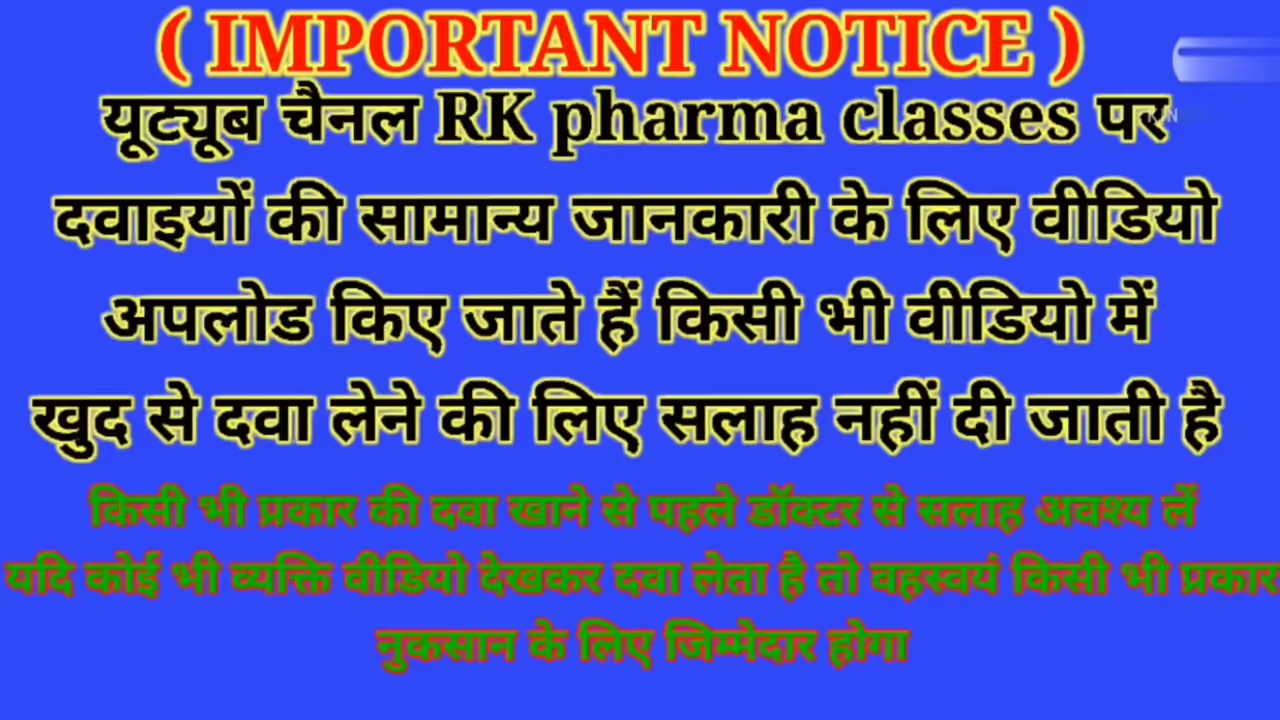 ( IMPORTANT NOTICE )
यूट्यूब चैनल RK pharma classes पर
दवाइयों की सामान्य जानकारी के लिए वीडियो
अपलोड किए जाते हैं किसी भी वीडियो में
खुद से दवा लेने की लिए सलाह नहीं दी जाती है
किसी भी प्रकार की दवा खाने से पहले डॉक्टर से सलाह अवश्य लें
यदि कोई भी व्यक्ति वीडियो देखकर दवा लेता है तो वहस्वयं किसी भी प्रकार
नुकसान के लिए जिम्मेदार होगा